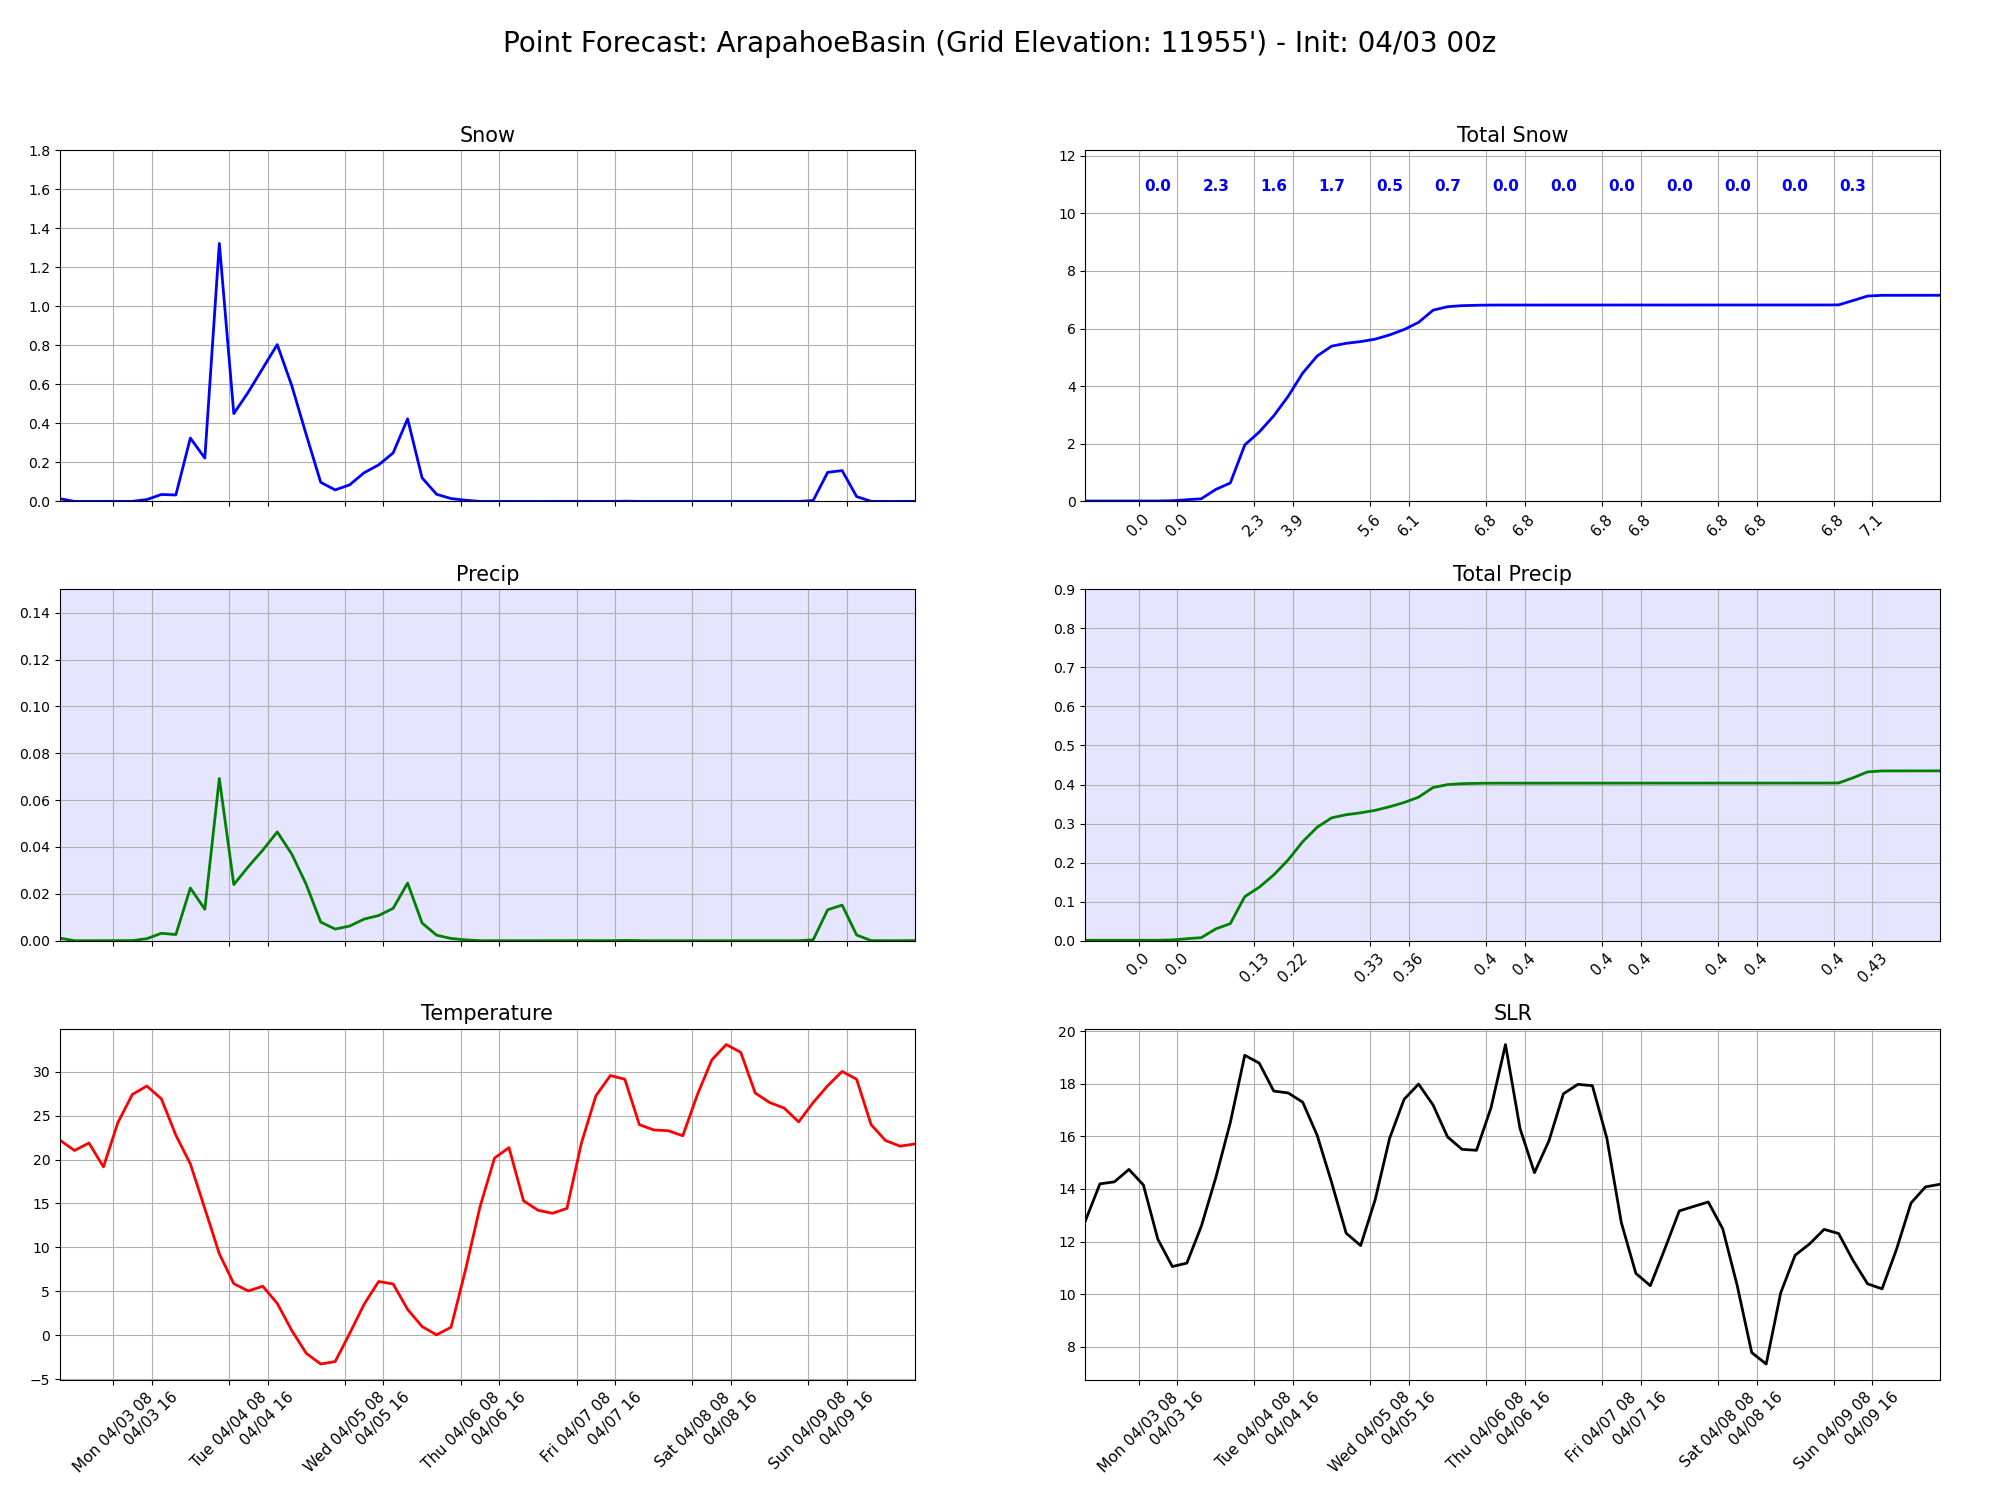 Point Forecast: ArapahoeBasin (Grid Elevation: 11955') - Init: 04/03 00z
Snow
1.8
1.6
1.4
1.2
1.0
0.8
0.6
0.4
0.2
0.0
Total Snow
12
10
8
6
4
2
0
0.0 2.3 1.6 1.7 0.5 0.7 0.0 0.0 0.0 0.0 0.0 0.0 0.3
0.0 0.0 2.3 3.9 5.6 6.1 6.8 6.8 6.8 6.8 6.8 6.8 6.8 7.1
Precip
0.14
0.12
0.10
0.08
0.06
0.04
0.02
0.00
Total Precip
0.9
0.8
0.7
0.6
0.5
0.4
0.3
0.2
0.1
0.0
0.0 0.0 0.13 0.22 0.33 0.36 0.4 0.4 0.4 0.4 0.4 0.4 0.4 0.43
Temperature
30
25
20
15
10
5
0
−5
Mon 04/03 08
04/03 16
Tue 04/04 08
04/04 16
Wed 04/05 08
04/05 16
Thu 04/06 08
04/06 16
Fri 04/07 08
04/07 16
Sat 04/08 08
04/08 16
Sun 04/09 08
04/09 16
SLR
20
18
16
14
12
10
8
Mon 04/03 08
04/03 16
Tue 04/04 08
04/04 16
Wed 04/05 08
04/05 16
Thu 04/06 08
04/06 16
Fri 04/07 08
04/07 16
Sat 04/08 08
04/08 16
Sun 04/09 08
04/09 16